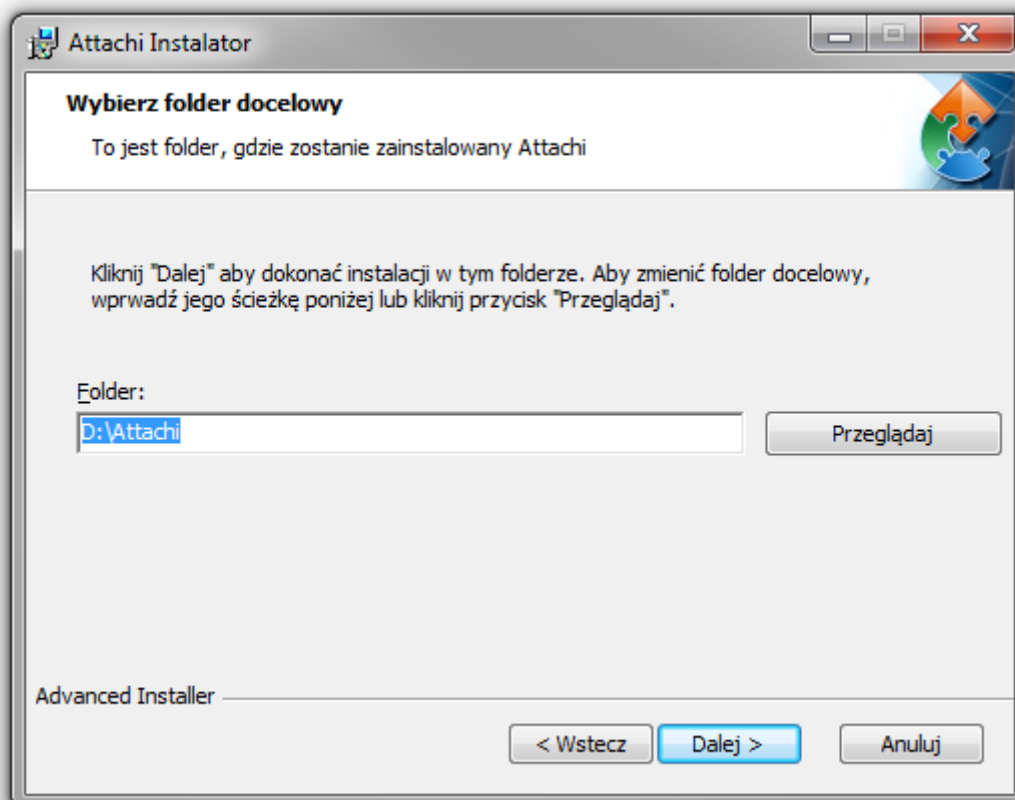 Attachi Instalator
Wybierz folder docelowy
To jest folder, gdzie zostanie zainstalowany Attachi
Kliknij "Dalej" aby dokonać instalacji w tym folderze. Aby zmienić folder docelowy,
wprwadź jego ścieżkę poniżej lub kliknij przycisk "Przeglądaj".
Folder:
D:\Attachi
Przeglądaj
Advanced Installer
< Wstecz
Dalej >
Anuluj